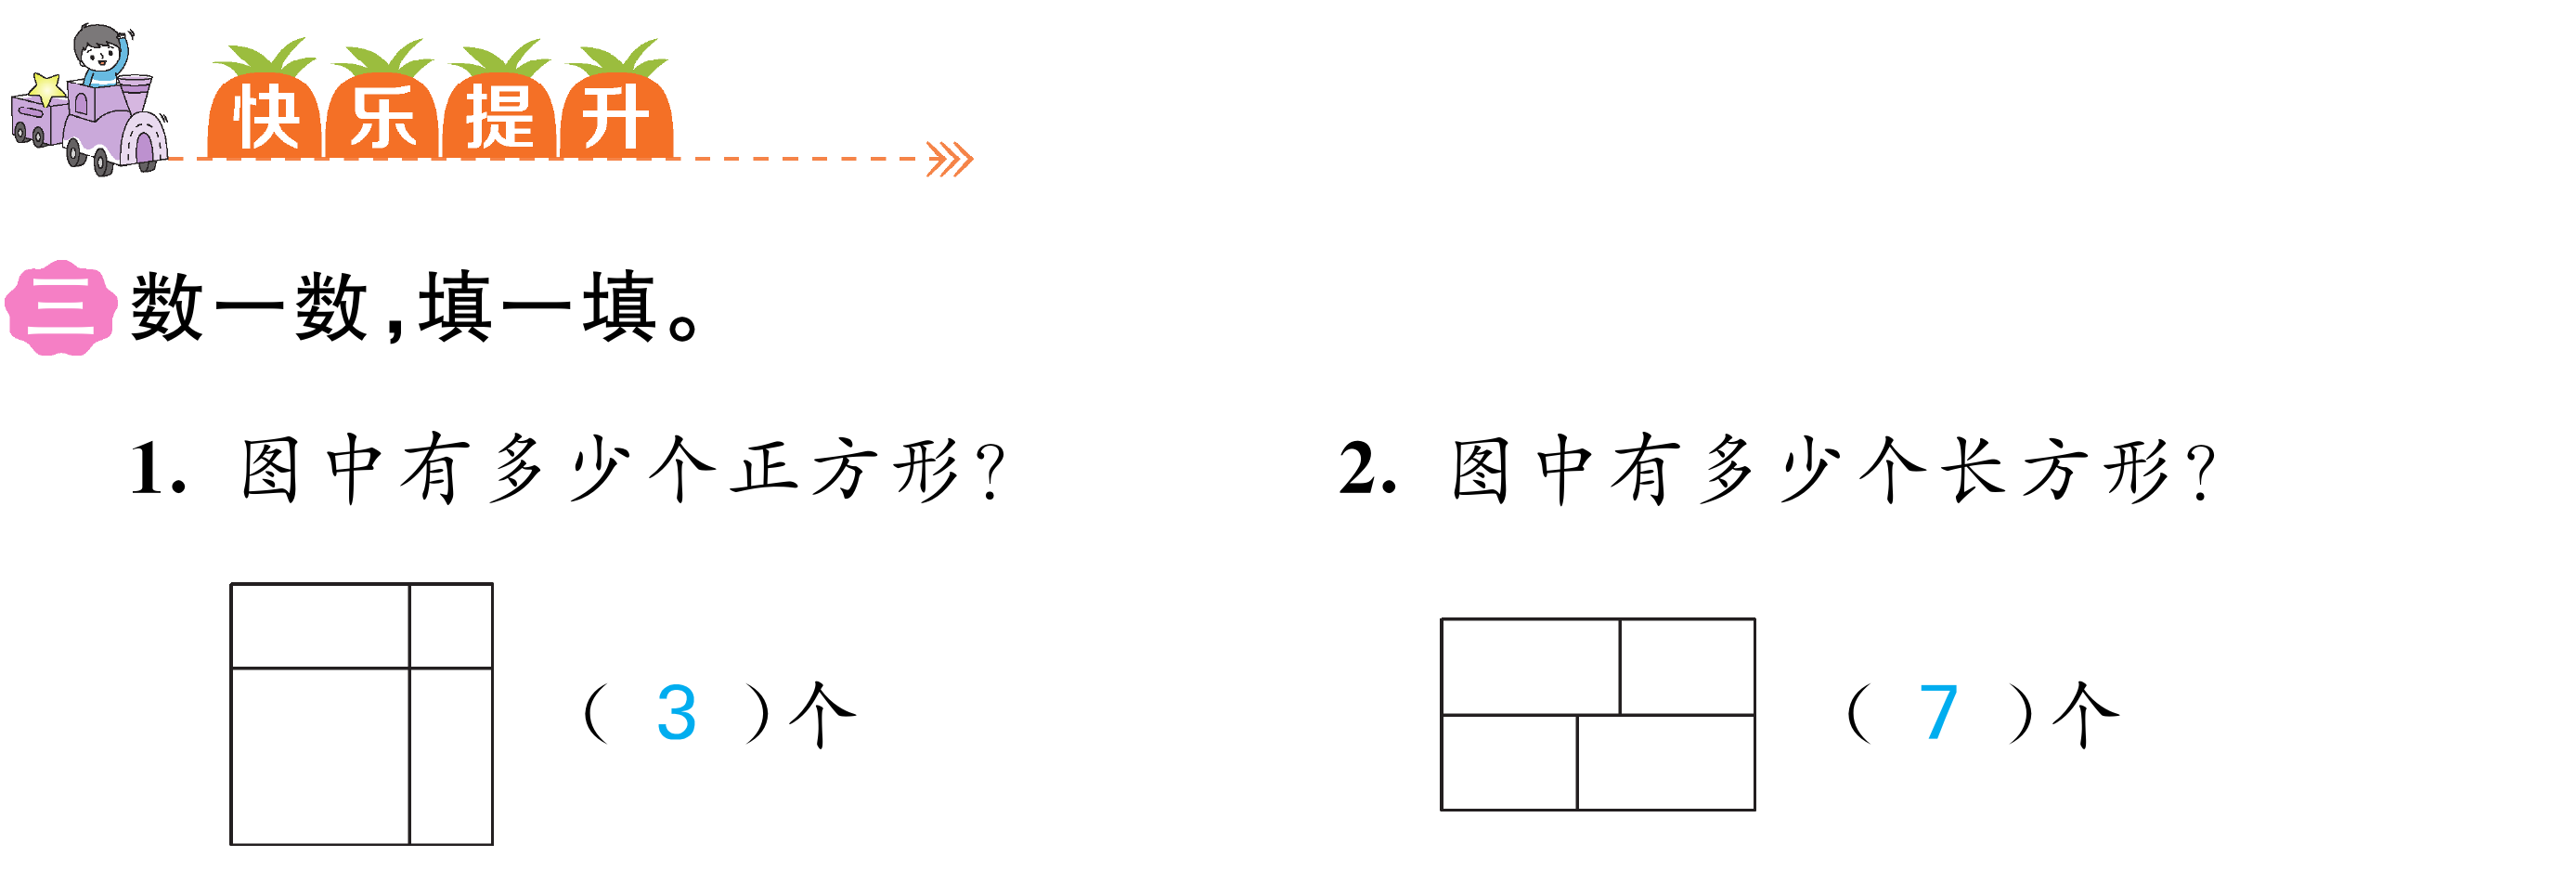 快乐提升
三 数一数,填一填。
1. 图中有多少个正方形?
( 3 )个
2. 图中有多少个长方形?
( 7 )个